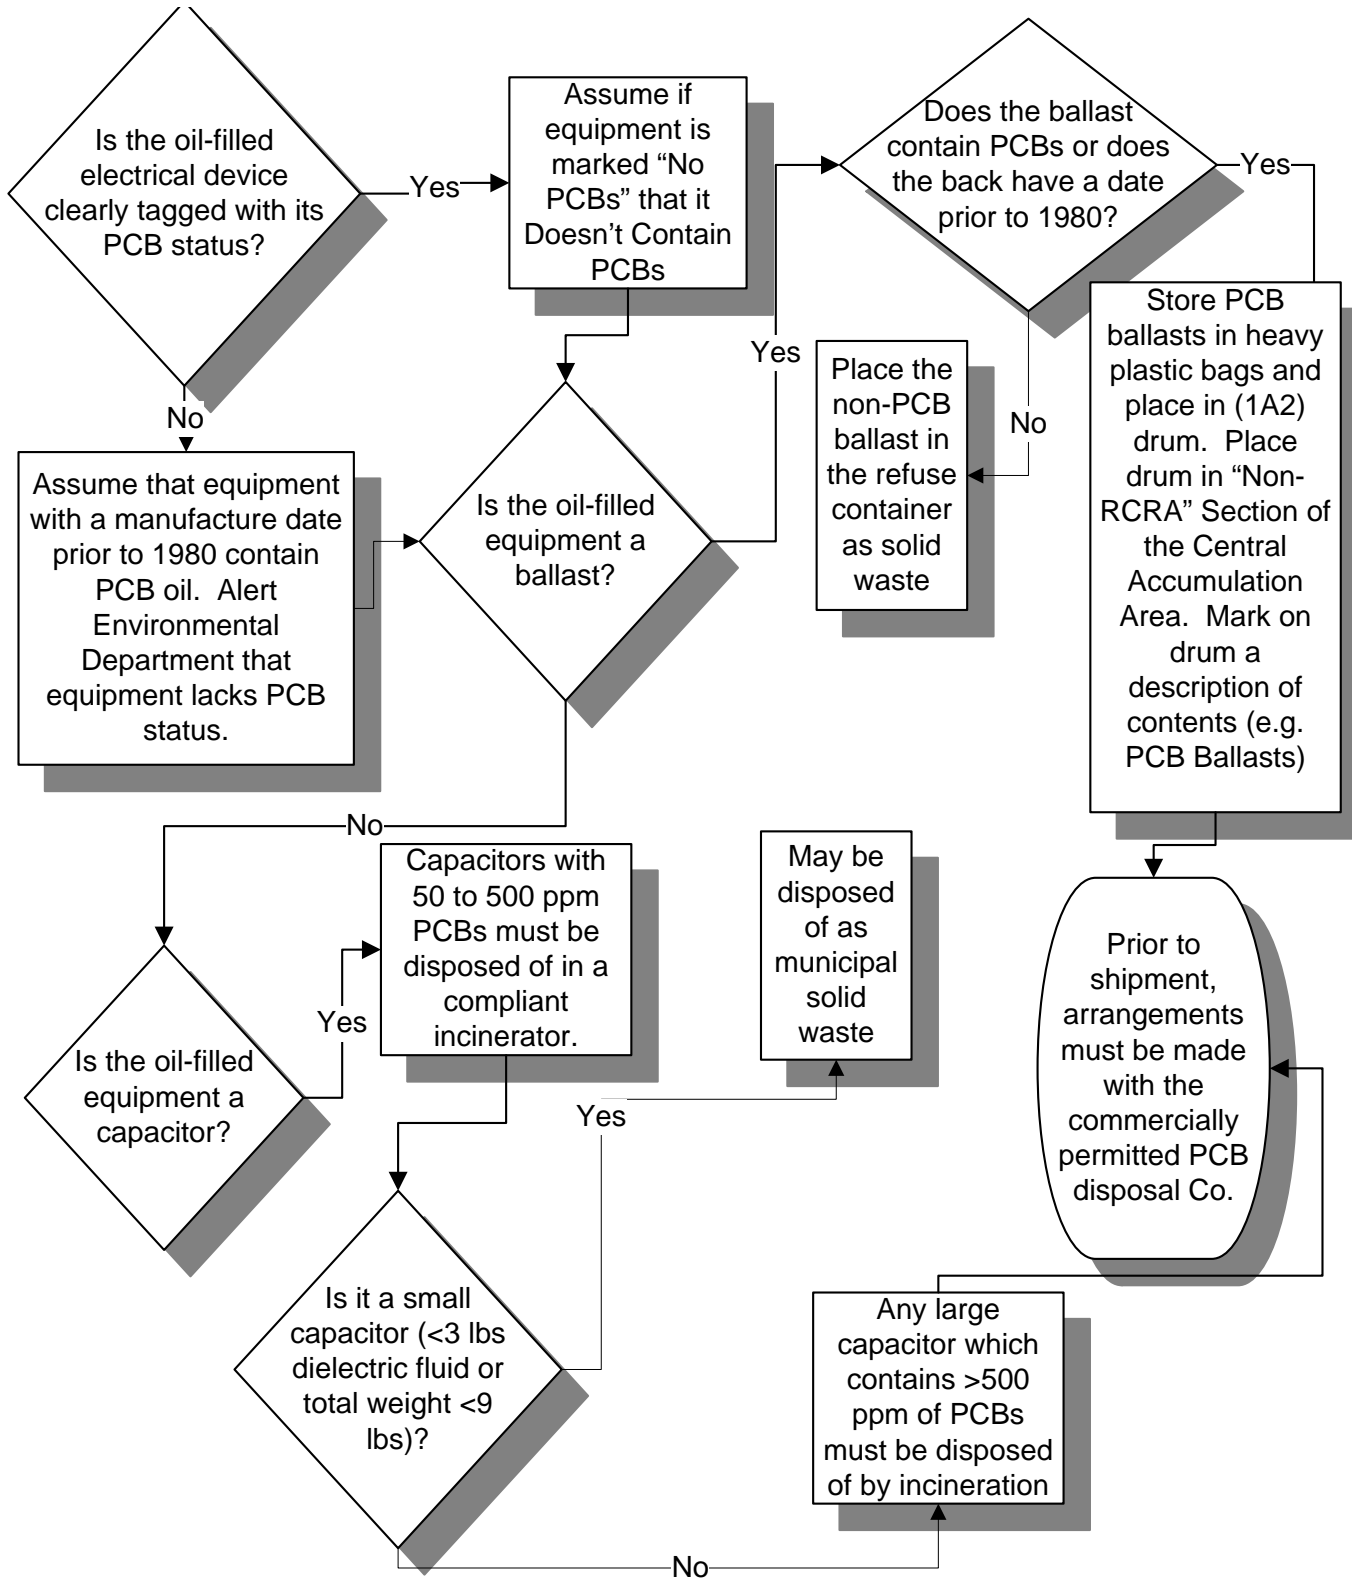 Is the oil-filled
electrical device
clearly tagged with its
PCB status?
Yes
Assume if
equipment is
marked “No
PCBs” that it
Doesn't Contain
PCBs
Does the ballast
contain PCBs or does
the back have a date
prior to 1980?
Yes
No
Assume that equipment
with a manufacture date
prior to 1980 contain
PCB oil.  Alert
Environmental
Department that
equipment lacks PCB
status.
Is the oil-filled
equipment a
ballast?
Yes
Place the
non-PCB
ballast in
the refuse
container
as solid
waste
No
Store PCB
ballasts in heavy
plastic bags and
place in (1A2)
drum.  Place
drum in “Non-
RCRA” Section of
the Central
Accumulation
Area.  Mark on
drum a
description of
contents (e.g.
PCB Ballasts)
No
Is the oil-filled
equipment a
capacitor?
Yes
Capacitors with
50 to 500 ppm
PCBs must be
disposed of in a
compliant
incinerator.
May be
disposed
of as
municipal
solid
waste
Prior to
shipment,
arrangements
must be made
with the
commercially
permitted PCB
disposal Co.
Yes
Is it a small
capacitor (<3 lbs
dielectric fluid or
total weight <9
lbs)?
Any large
capacitor which
contains >500
ppm of PCBs
must be disposed
of by incineration
No